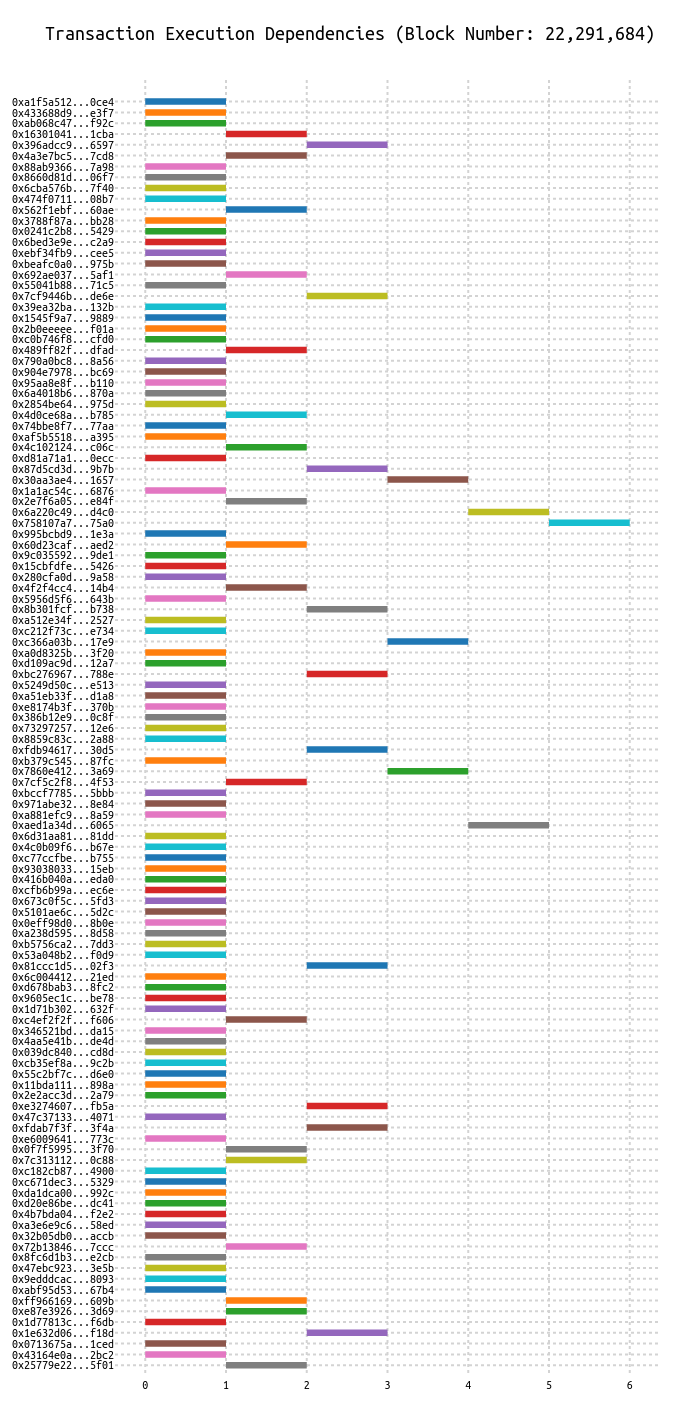 Transaction Execution Dependencies (Block Number: 22,291,684)
0xa1f5a512...0ce4
0x433688d9...e3f7
0xab068c47...f92c
0x16301041...1cba
0x396adcc9...6597
0x4a3e7bc5...7cd8
0x88ab9366...7a98
0x8660d81d...06f7
0x6cba576b...7f40
0x474f0711...08b7
0x562f1ebf...60ae
0x3788f87a...bb28
0x0241c2b8...5429
0x6bed3e9e...c2a9
0xebf34fb9...cee5
0xbeafc0a0...975b
0x692ae037...5af1
0x55041b88...71c5
0x7cf9446b...de6e
0x39ea32ba...132b
0x1545f9a7...9889
0x2b0eeeee...f01a
0xc0b746f8...cfd0
0x489ff82f...dfad
0x790a0bc8...8a56
0x904e7978...bc69
0x95aa8e8f...b110
0x6a4018b6...870a
0x2854be64...975d
0x4d0ce68a...b785
0x74bbe8f7...77aa
0xaf5b5518...a395
0x4c102124...c06c
0xd81a71a1...0ecc
0x87d5cd3d...9b7b
0x30aa3ae4...1657
0x1a1ac54c...6876
0x2e7f6a05...e84f
0x6a220c49...d4c0
0x758107a7...75a0
0x995bcbd9...1e3a
0x60d23caf...aed2
0x9c035592...9de1
0x15cbfdfe...5426
0x280cfa0d...9a58
0x4f2f4cc4...14b4
0x5956d5f6...643b
0x8b301fcf...b738
0xa512e34f...2527
0xc212f73c...e734
0xc366a03b...17e9
0xa0d8325b...3f20
0xd109ac9d...12a7
0xbc276967...788e
0x5249d50c...e513
0xa51eb33f...d1a8
0xe8174b3f...370b
0x386b12e9...0c8f
0x73297257...12e6
0x8859c83c...2a88
0xfdb94617...30d5
0xb379c545...87fc
0x7860e412...3a69
0x7cf5c2f8...4f53
0xbccf7785...5bbb
0x971abe32...8e84
0xa881efc9...8a59
0xaed1a34d...6065
0x6d31aa81...81dd
0x4c0b09f6...b67e
0xc77ccfbe...b755
0x93038033...15eb
0x416b040a...eda0
0xcfb6b99a...ec6e
0x673c0f5c...5fd3
0x5101ae6c...5d2c
0x0eff98d0...8b0e
0xa238d595...8d58
0xb5756ca2...7dd3
0x53a048b2...f0d9
0x81ccc1d5...02f3
0x6c004412...21ed
0xd678bab3...8fc2
0x9605ec1c...be78
0x1d71b302...632f
0xc4ef2f2f...f606
0x346521bd...da15
0x4aa5e41b...de4d
0x039dc840...cd8d
0xcb35ef8a...9c2b
0x55c2bf7c...d6e0
0x11bda111...898a
0x2e2acc3d...2a79
0xe3274607...fb5a
0x47c37133...4071
0xfdab7f3f...3f4a
0xe6009641...773c
0x0f7f5995...3f70
0x7c313112...0c88
0xc182cb87...4900
0xc671dec3...5329
0xda1dca00...992c
0xd20e86be...dc41
0x4b7bda04...f2e2
0xa3e6e9c6...58ed
0x32b05db0...accb
0x72b13846...7ccc
0x8fc6d1b3...e2cb
0x47ebc923...3e5b
0x9edddcac...8093
0xabf95d53...67b4
0xff966169...609b
0xe87e3926...3d69
0x1d77813c...f6db
0x1e632d06...f18d
0x0713675a...1ced
0x43164e0a...2bc2
0x25779e22...5f01
0 1 2 3 4 5 6